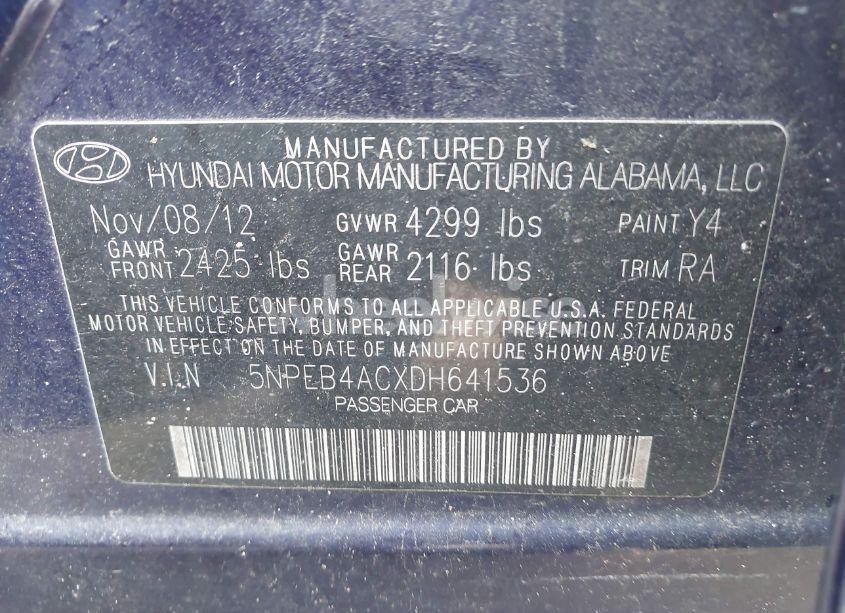 MANUFACTURED BY
HYUNDAI MOTOR MANUFACTURING ALABAMA, LLC
Nov/08/12 GVWR 4299 lbs PAINT Y4
GAWR FRONT 2425 lbs GAWR REAR 2116 lbs TRIM RA
THIS VEHICLE CONFORMS TO ALL APPLICABLE U.S.A. FEDERAL
MOTOR VEHICLE SAFETY, BUMPER, AND THEFT PREVENTION STANDARDS
IN EFFECT ON THE DATE OF MANUFACTURE SHOWN ABOVE
V.I.N 5NPEB4ACXDH641536
PASSENGER CAR